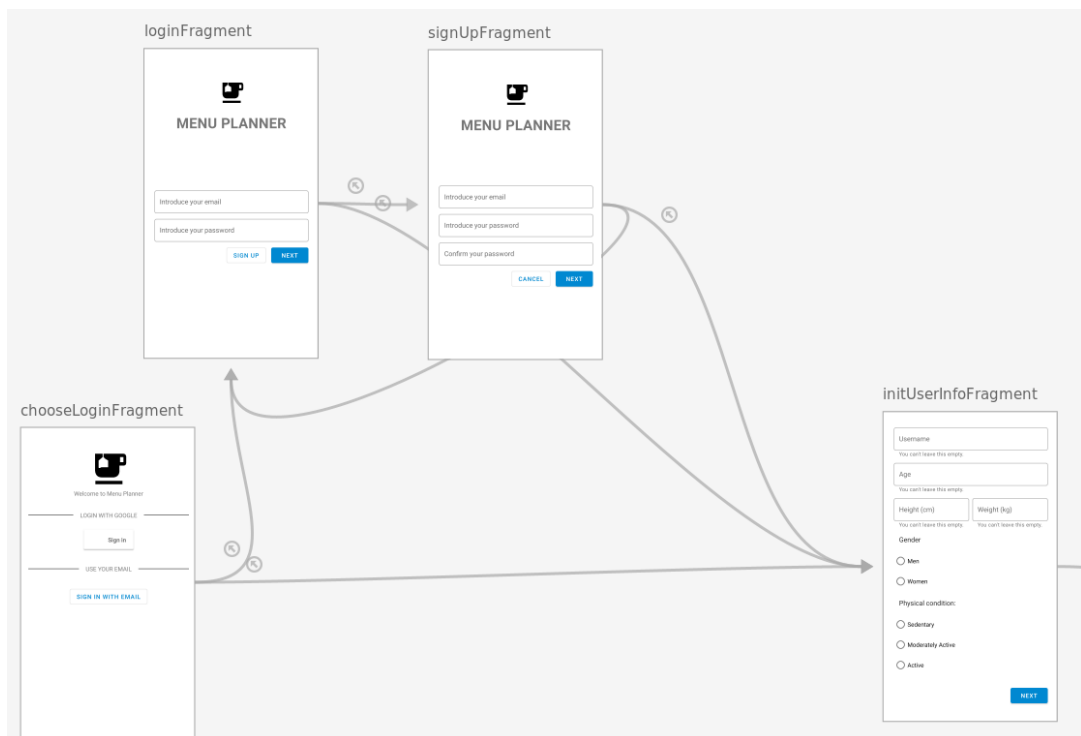 loginFragment
MENU PLANNER
Introduce your email
Introduce your password
SIGN UP NEXT
signUpFragment
MENU PLANNER
Introduce your email
Introduce your password
Confirm your password
CANCEL NEXT
chooseLoginFragment
Welcome to Menu Planner
LOGIN WITH GOOGLE
Sign in
USE YOUR EMAIL
SIGN IN WITH EMAIL
initUserInfoFragment
Username
You can't leave this empty.
Age
You can't leave this empty.
Height (cm) Weight (kg)
You can't leave this empty. You can't leave this empty.
Gender
Men
Women
Physical condition:
Sedentary
Moderately Active
Active
NEXT